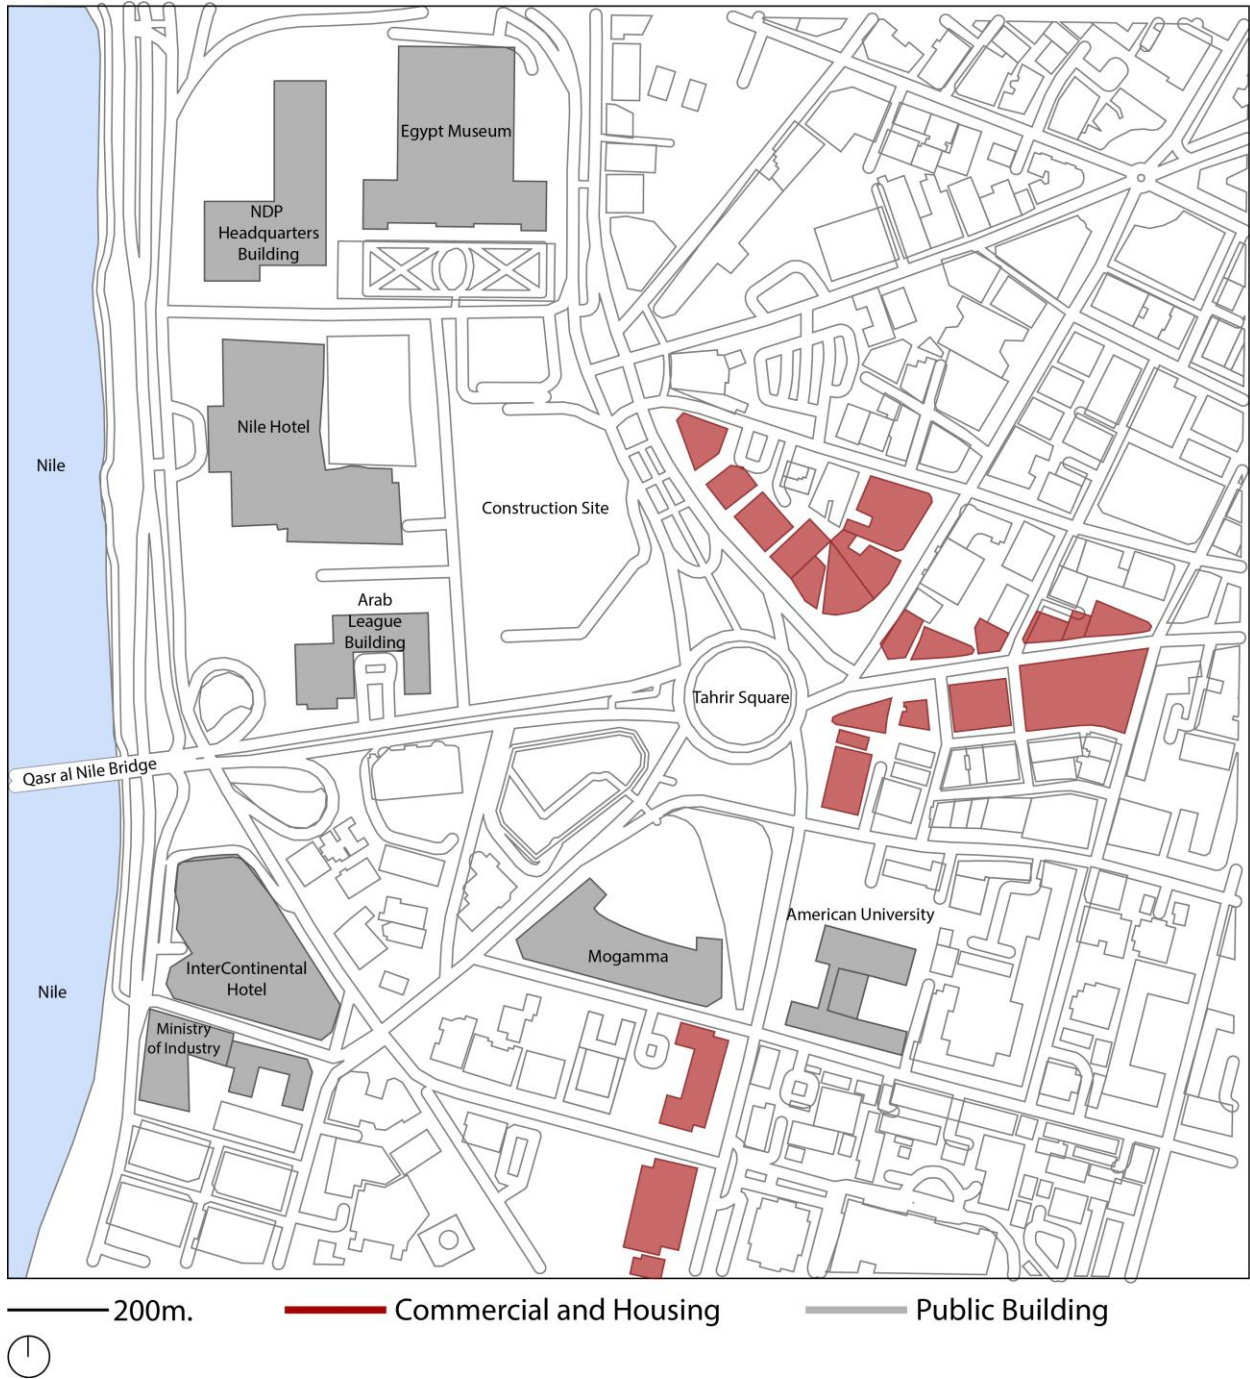 Egypt Museum
NDP
Headquarters
Building
Nile Hotel
Nile
Construction Site
Arab
League
Building
Tahrir Square
Qasr al Nile Bridge
American University
Mogamma
InterContinental
Hotel
Nile
Ministry
of Industry
200m.
Commercial and Housing
Public Building